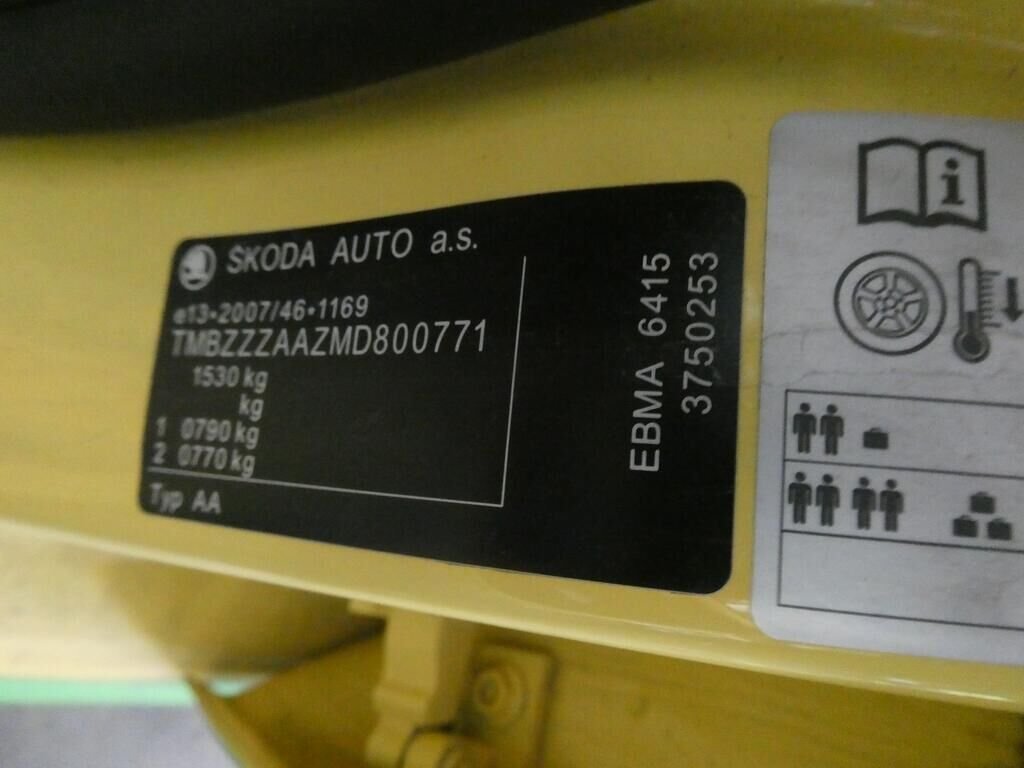 ŠKODA AUTO a.s.
e13*2007/46*1169
TMBZZZAAZMD800771
1530 kg
kg
1 0790 kg
2 0770 kg
Typ AA
EBMA 6415
3750253
i